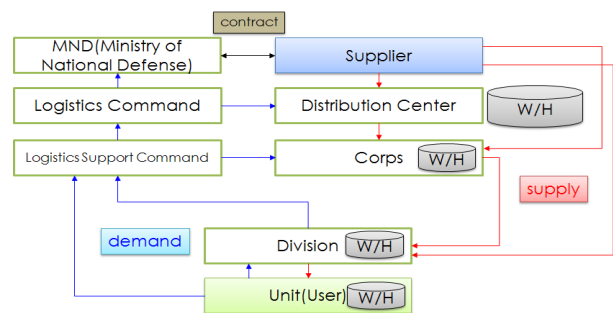 contract
MND(Ministry of
National Defense)
Supplier
Logistics Command
Distribution Center
W/H
Logistics Support Command
Corps
W/H
supply
demand
Division
W/H
Unit(User)
W/H